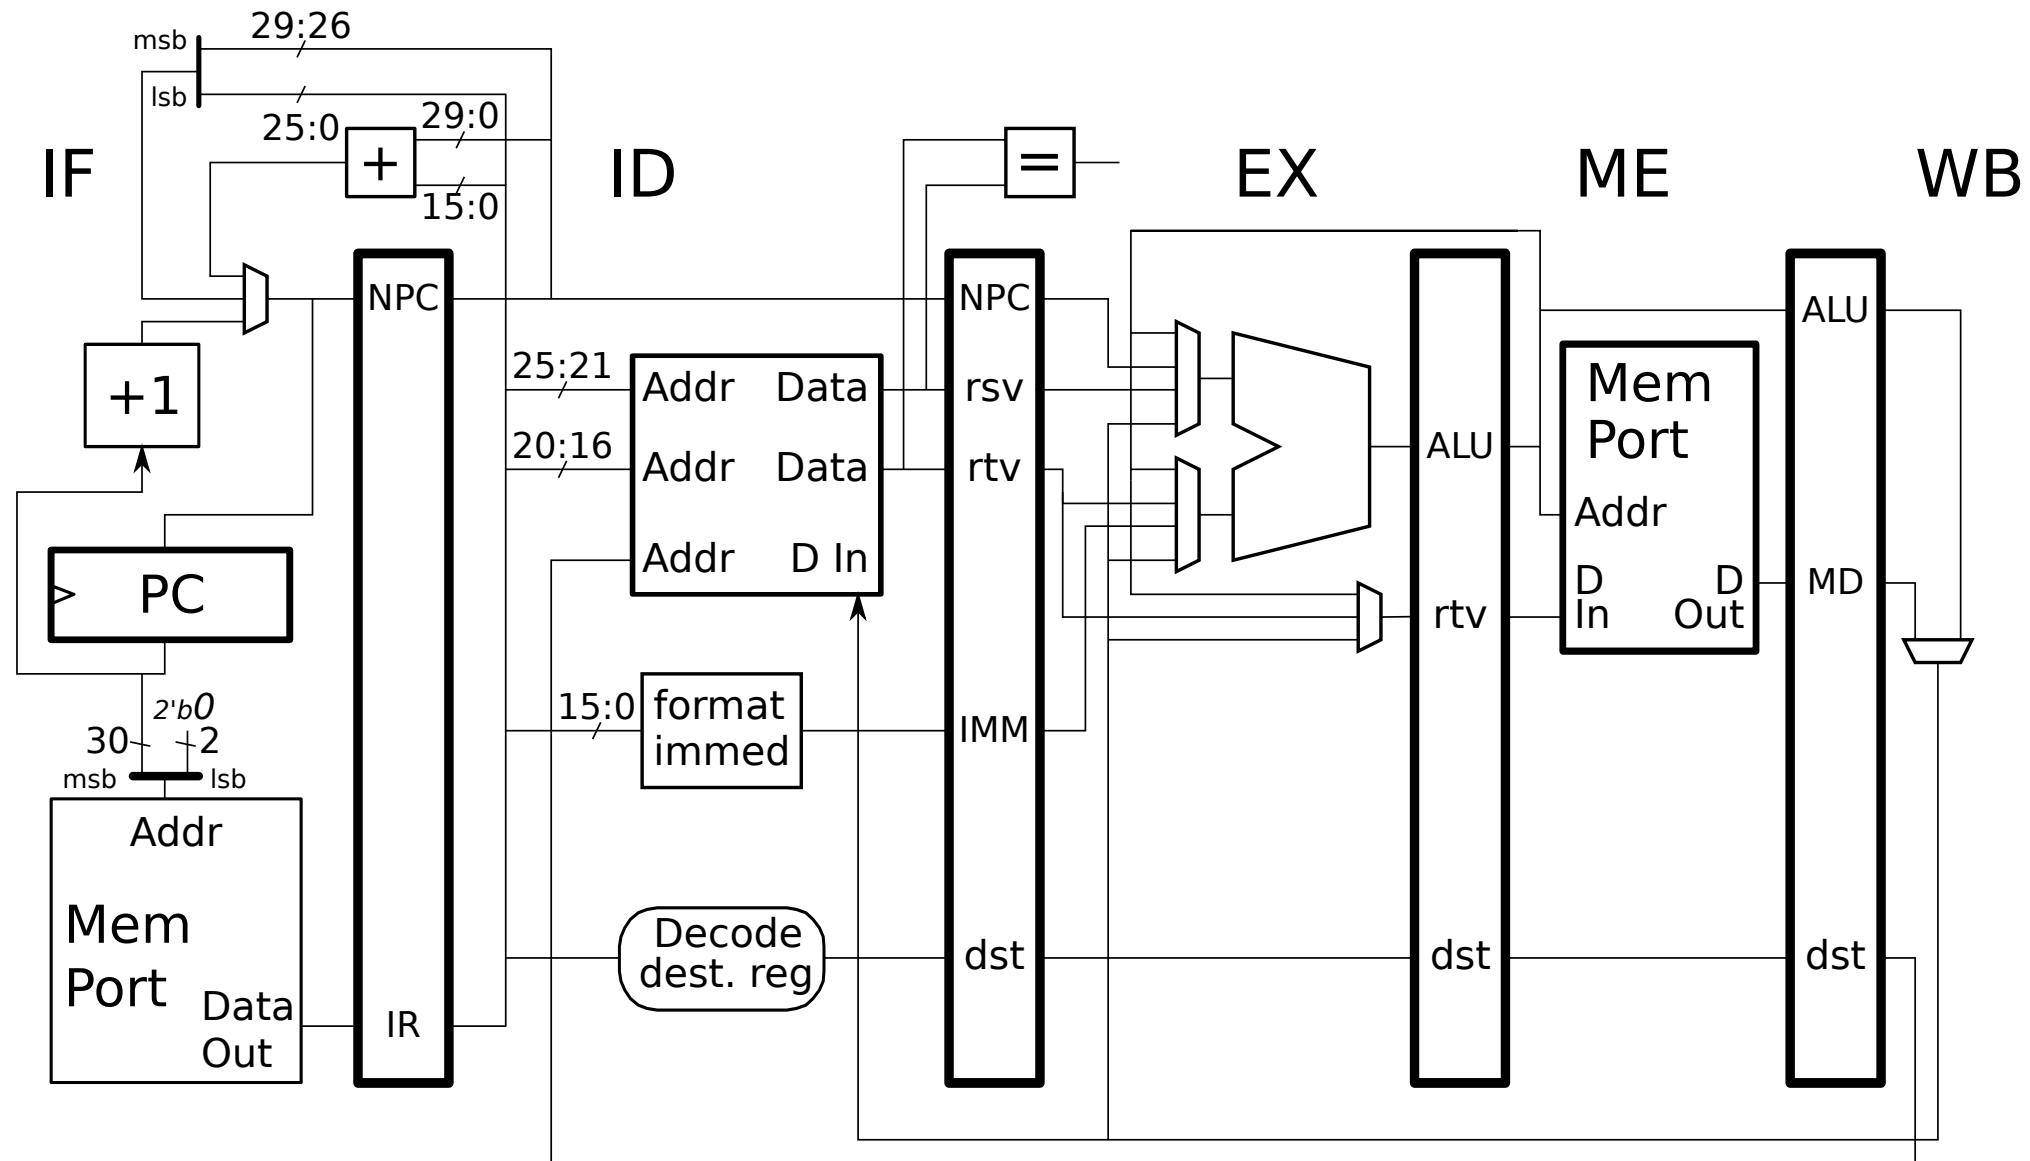 29:26
msb
lsb
25:0
29:0
+
15:0
=
IF
ID
EX
ME
WB
NPC
+1
PC
2'b0
30
2
msb
lsb
Addr
Mem
Port
Data
Out
IR
25:21
20:16
Addr
Data
Addr
Data
Addr
D In
15:0
format
immed
Decode
dest. reg
NPC
rsv
rtv
IMM
dst
ALU
rtv
dst
Mem
Port
Addr
D
In
D
Out
ALU
MD
dst